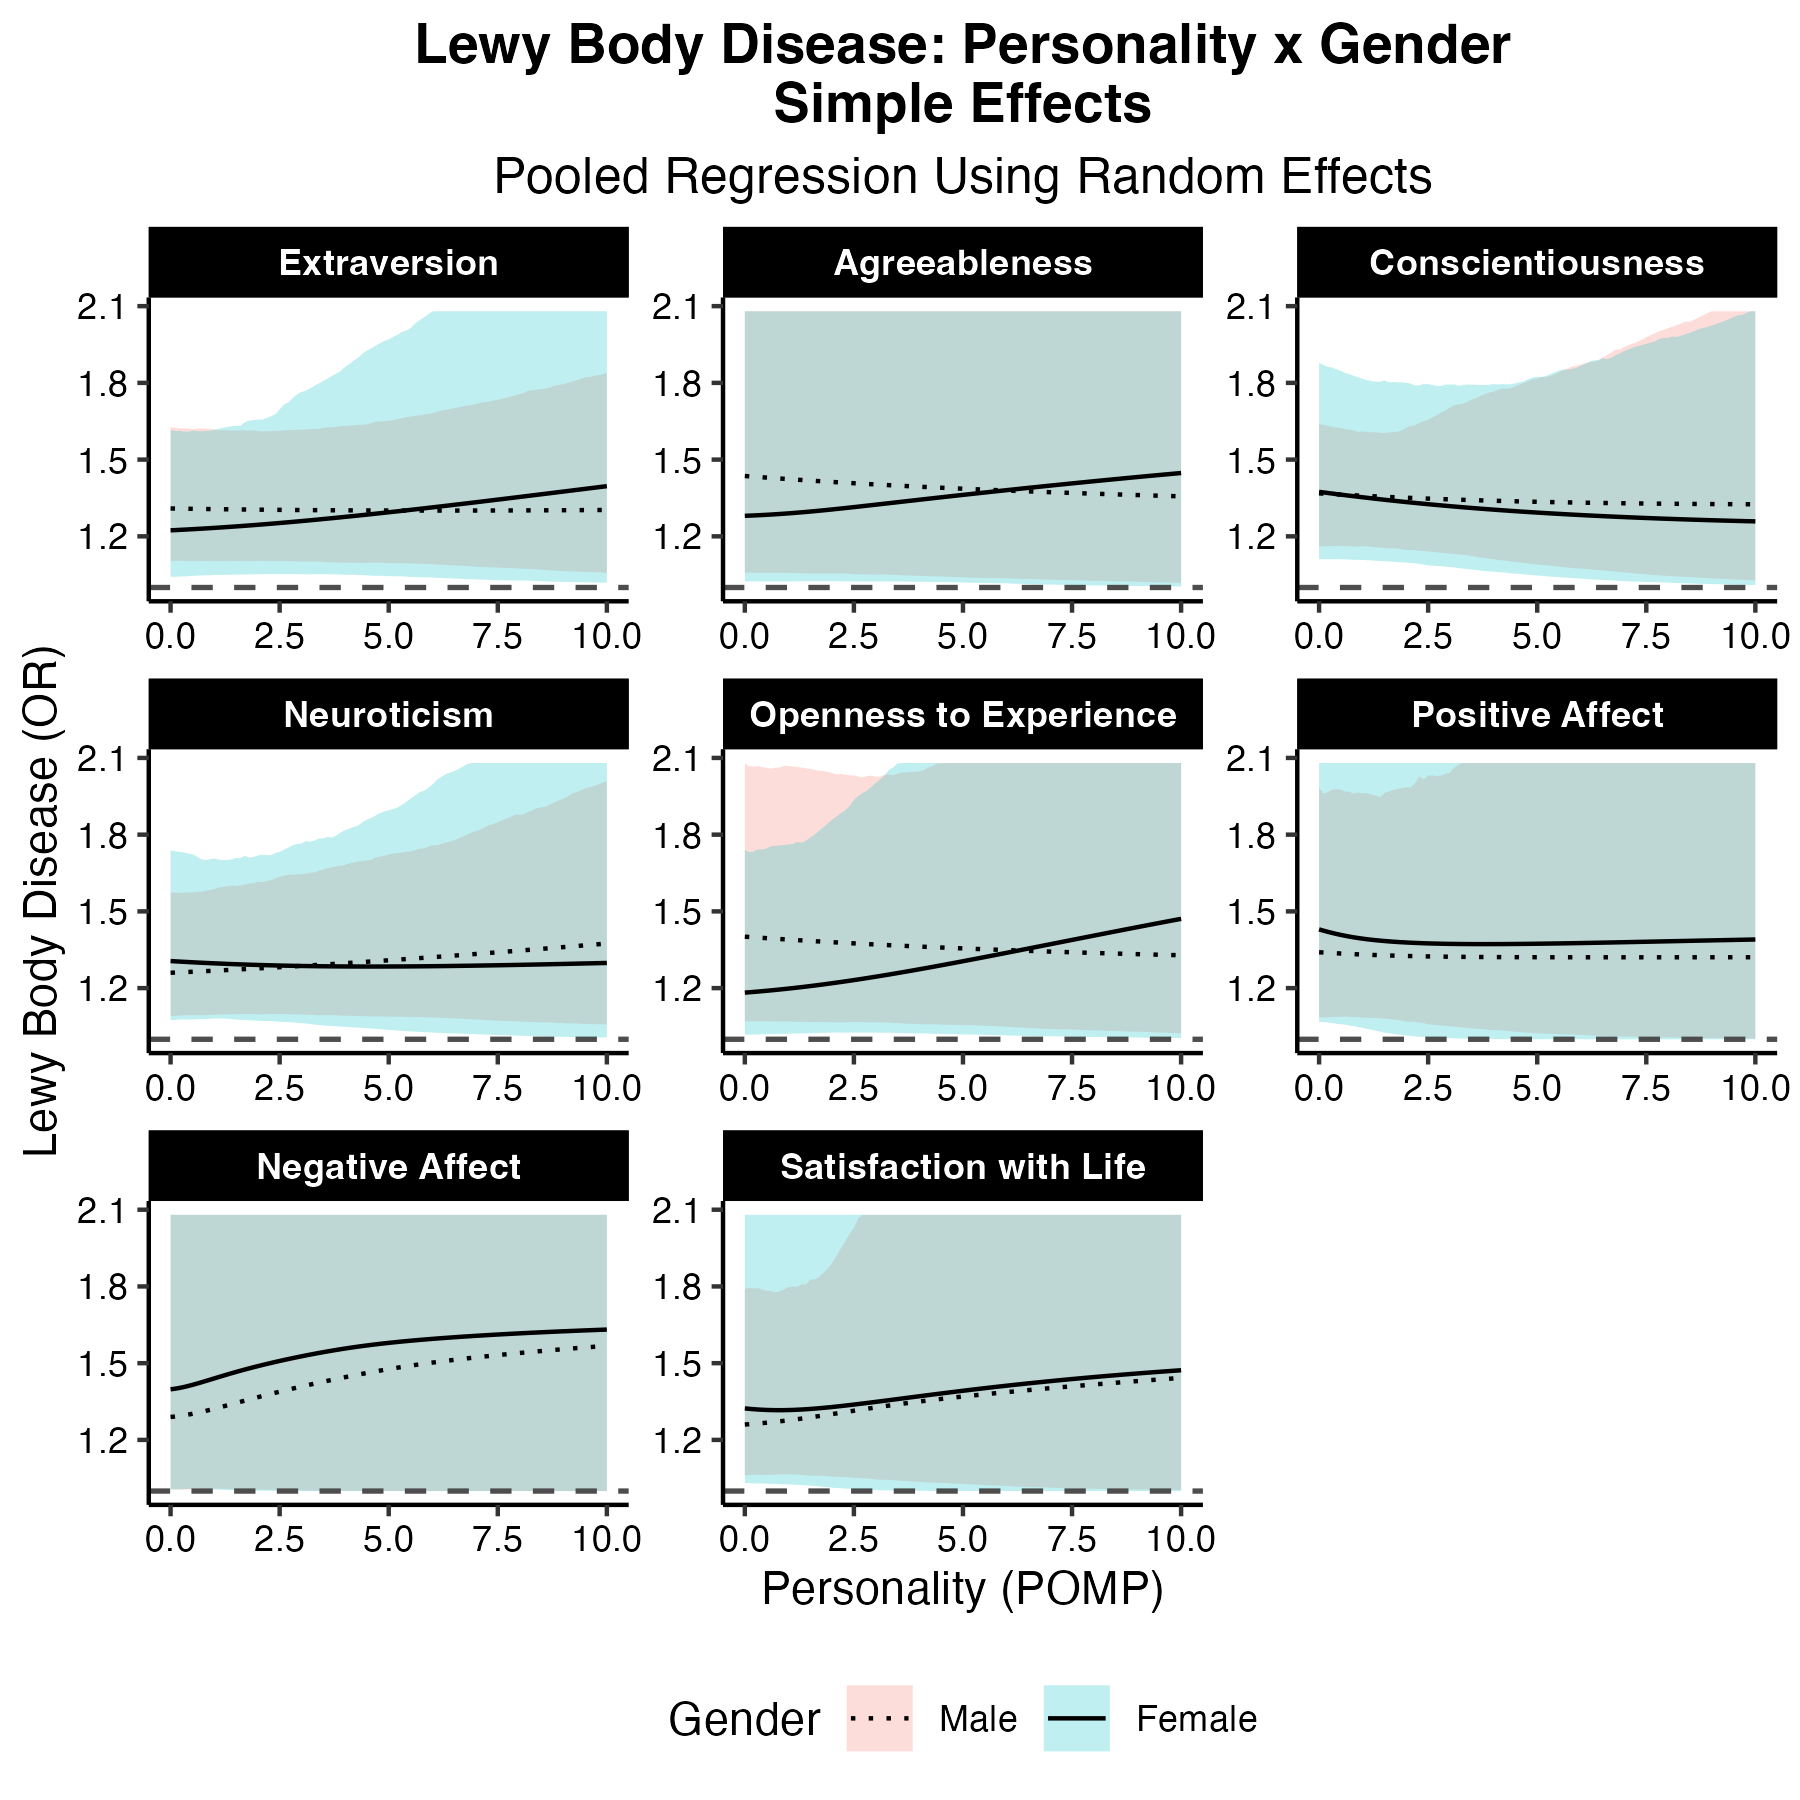 Lewy Body Disease: Personality x Gender
Simple Effects
Pooled Regression Using Random Effects
Extraversion
Agreeableness
Conscientiousness
2.1
1.8
1.5
1.2
0.0 2.5 5.0 7.5 10.0
2.1
1.8
1.5
1.2
0.0 2.5 5.0 7.5 10.0
2.1
1.8
1.5
1.2
0.0 2.5 5.0 7.5 10.0
Lewy Body Disease (OR)
Neuroticism
Openness to Experience
Positive Affect
2.1
1.8
1.5
1.2
0.0 2.5 5.0 7.5 10.0
2.1
1.8
1.5
1.2
0.0 2.5 5.0 7.5 10.0
2.1
1.8
1.5
1.2
0.0 2.5 5.0 7.5 10.0
Negative Affect
Satisfaction with Life
2.1
1.8
1.5
1.2
0.0 2.5 5.0 7.5 10.0
2.1
1.8
1.5
1.2
0.0 2.5 5.0 7.5 10.0
Personality (POMP)
Gender Male Female